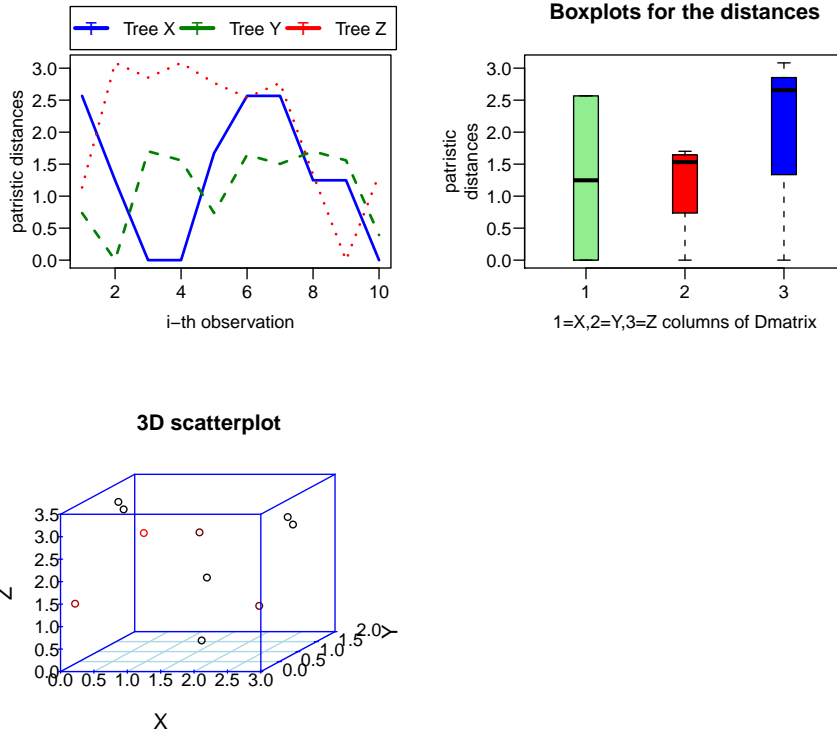 Tree X Tree Y Tree Z
3.0
2.5
2.0
1.5
1.0
0.5
0.0
patristic distances
2 4 6 8 10
i−th observation
Boxplots for the distances
3.0
2.5
2.0
1.5
1.0
0.5
0.0
patristic
distances
1 2 3
1=X,2=Y,3=Z columns of Dmatrix
3D scatterplot
3.5
3.0
2.5
2.0
1.5
1.0
0.5
0.0
Z
0.0 0.5 1.0 1.5 2.0 2.5 3.0
X
0.0
0.5
1.0
1.5
2.0
Y